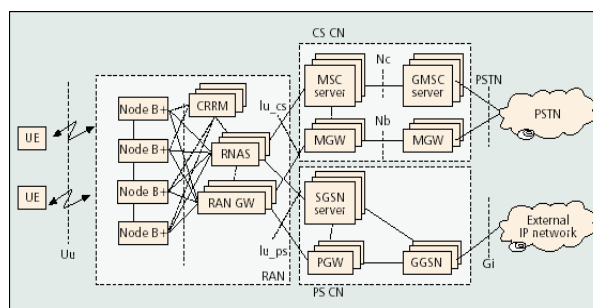 CS CN
Nc
MSC
server
GMSC
server
PSTN
PSTN
Nb
MGW
MGW
Iu_cs
CRRM
Node B+
Node B+
Node B+
Node B+
RNAS
RAN GW
UE
UE
Uu
RAN
Iu_ps
SGSN
server
PGW
GGSN
Gi
External
IP network
PS CN